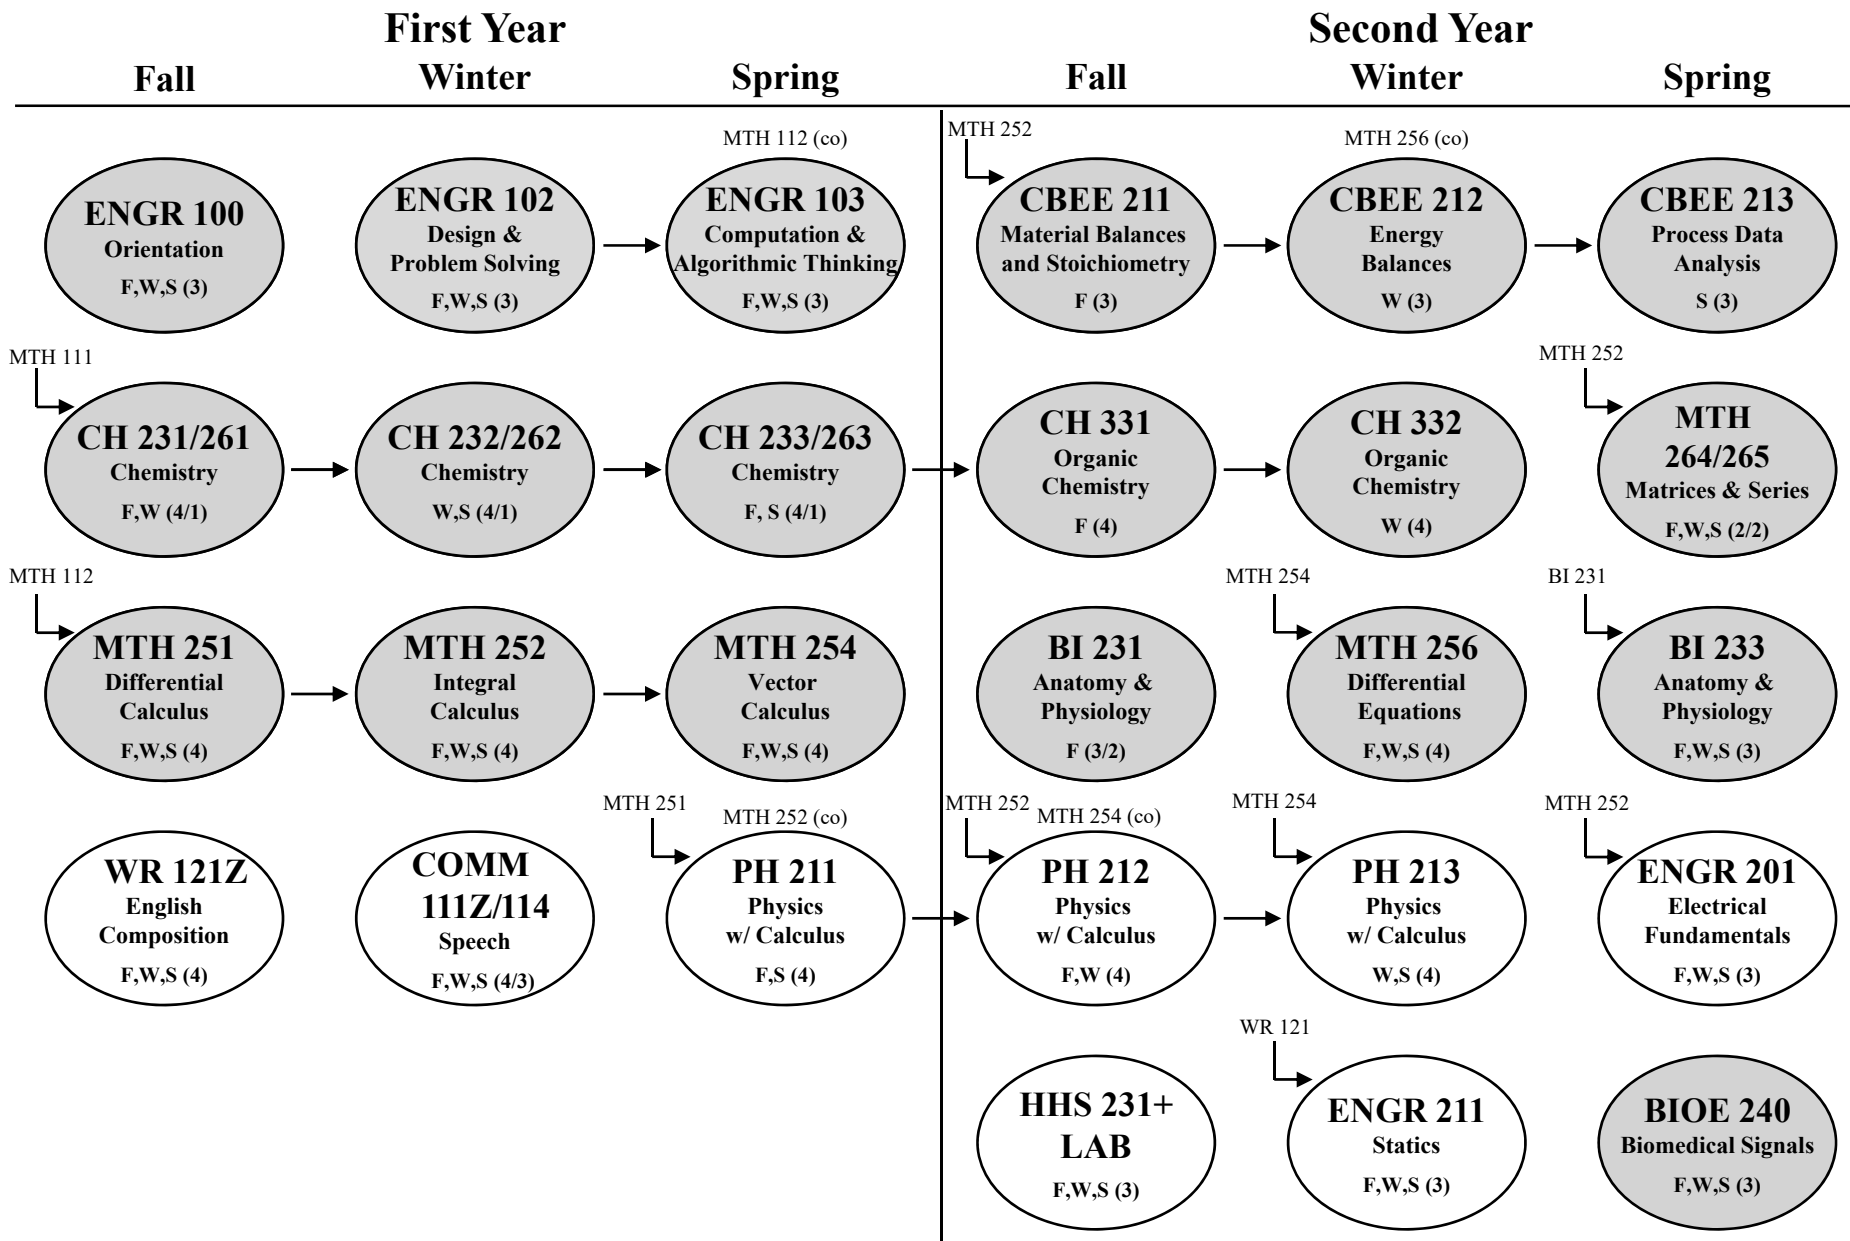 First Year
Second Year
Fall
Winter
Spring
Fall
Winter
Spring
MTH 112 (co)
MTH 252
MTH 256 (co)
ENGR 100
Orientation
F,W,S (3)
ENGR 102
Design &
Problem Solving
F,W,S (3)
ENGR 103
Computation &
Algorithmic Thinking
F,W,S (3)
CBEE 211
Material Balances
and Stoichiometry
F (3)
CBEE 212
Energy
Balances
W (3)
CBEE 213
Process Data
Analysis
S (3)
MTH 111
MTH 252
CH 231/261
Chemistry
F,W (4/1)
CH 232/262
Chemistry
W,S (4/1)
CH 233/263
Chemistry
F, S (4/1)
CH 331
Organic
Chemistry
F (4)
CH 332
Organic
Chemistry
W (4)
MTH
264/265
Matrices & Series
F,W,S (2/2)
MTH 112
MTH 254
BI 231
MTH 251
Differential
Calculus
F,W,S (4)
MTH 252
Integral
Calculus
F,W,S (4)
MTH 254
Vector
Calculus
F,W,S (4)
BI 231
Anatomy &
Physiology
F (3/2)
MTH 256
Differential
Equations
F,W,S (4)
BI 233
Anatomy &
Physiology
F,W,S (3)
MTH 251
MTH 252 (co)
MTH 252
MTH 254 (co)
MTH 254
MTH 252
WR 121Z
English
Composition
F,W,S (4)
COMM
111Z/114
Speech
F,W,S (4/3)
PH 211
Physics
w/ Calculus
F,S (4)
PH 212
Physics
w/ Calculus
F,W (4)
PH 213
Physics
w/ Calculus
W,S (4)
ENGR 201
Electrical
Fundamentals
F,W,S (3)
WR 121
HHS 231+
LAB
F,W,S (3)
ENGR 211
Statics
F,W,S (3)
BIOE 240
Biomedical Signals
F,W,S (3)